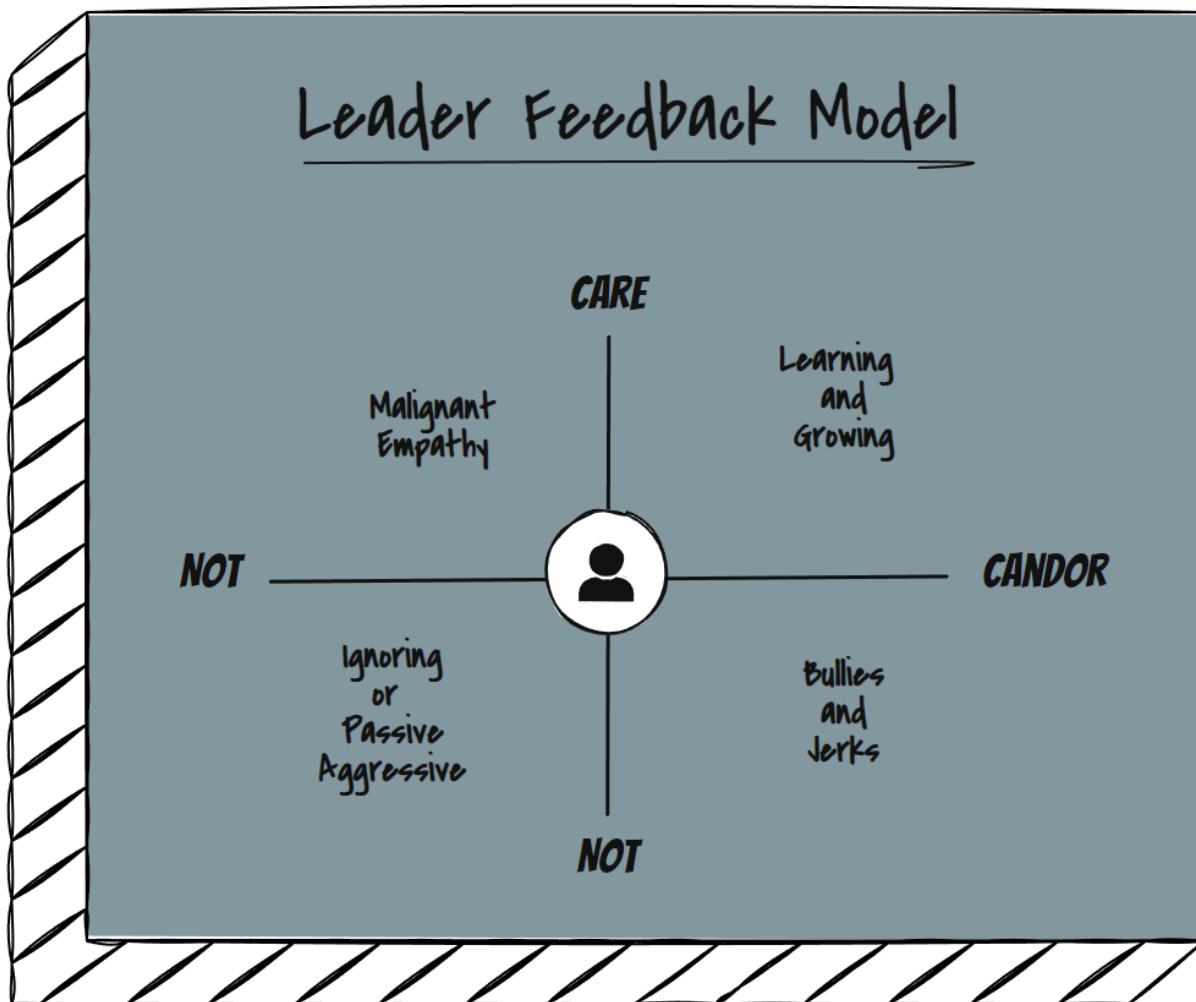 Leader Feedback Model
CARE
Malignant
Empathy
Learning
and
Growing
NOT
CANDOR
Ignoring
or
Passive
Aggressive
Bullies
and
Jerks
NOT